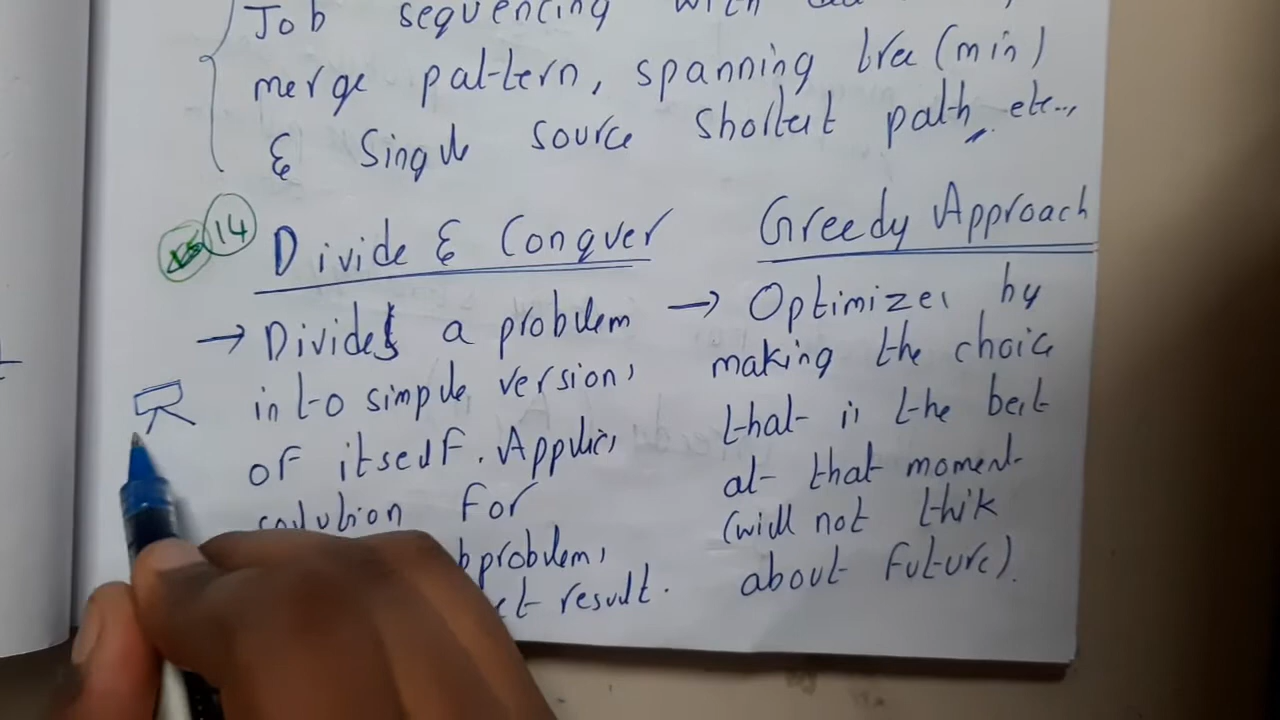 Job sequencing with
merge pattern, spanning tree (min)
& Single source shortest path, etc..,
14
Divide & Conquer
→ Divides a problem
into simple versions
of itself. Applies
solution for
problems
result.
Greedy Approach
→ Optimizes by
making the choice
that is the best
at that moment
(will not thik
about future).